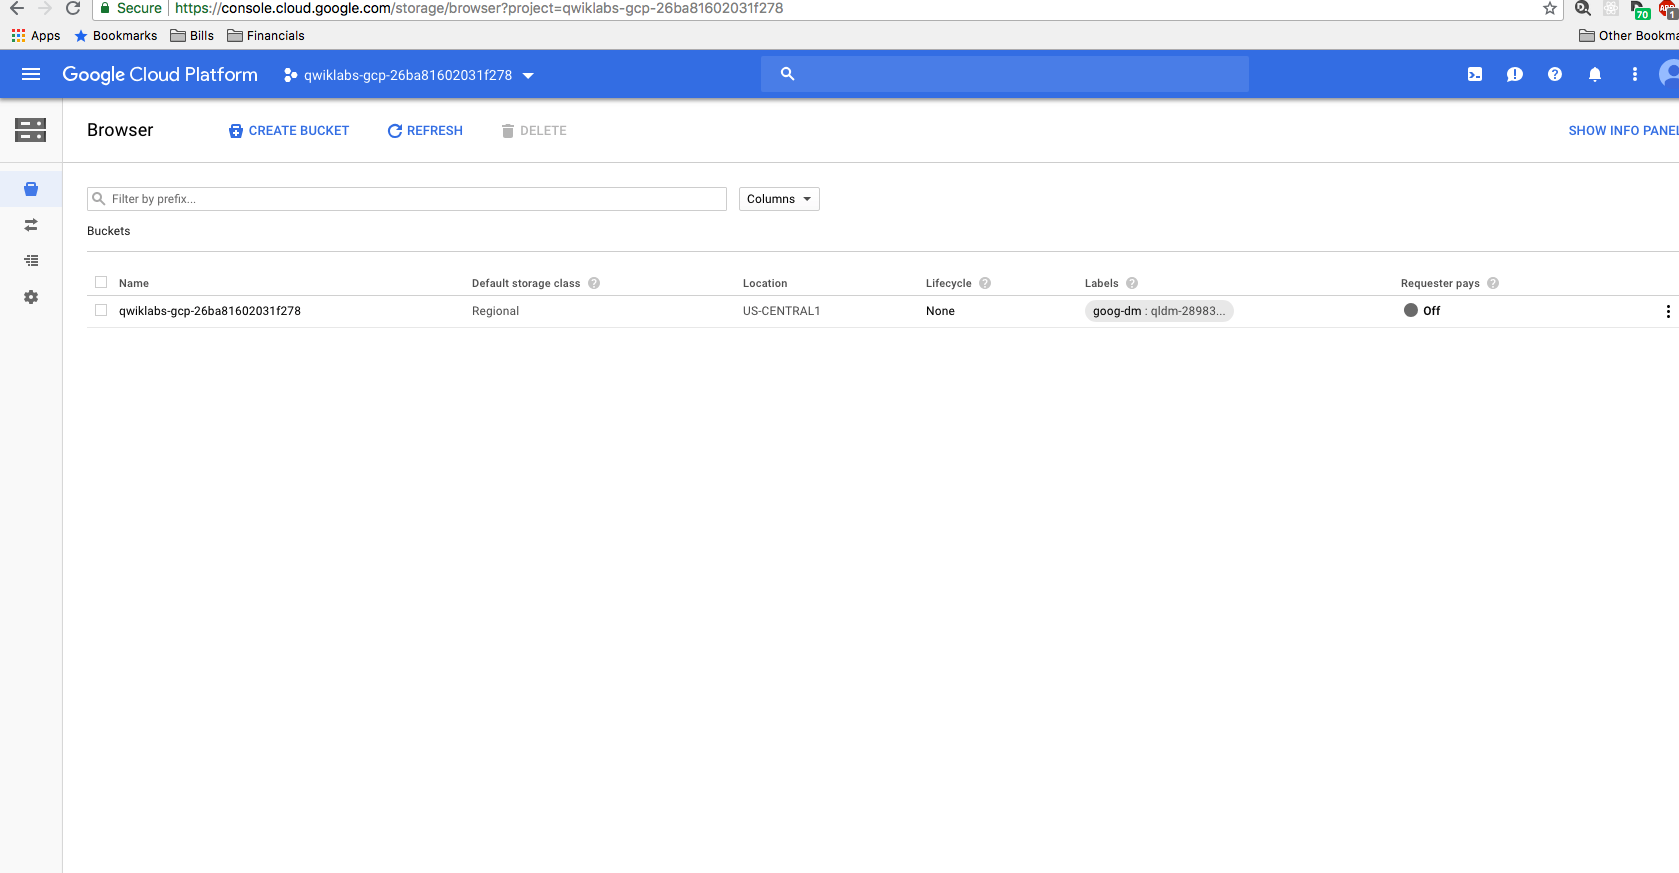 Secure https://console.cloud.google.com/storage/browser?project=qwiklabs-gcp-26ba81602031f278
70 1
Apps Bookmarks Bills Financials Other Bookma
Google Cloud Platform qwiklabs-gcp-26ba81602031f278
Browser CREATE BUCKET REFRESH DELETE SHOW INFO PANEL
Filter by prefix... Columns
Buckets
Name Default storage class Location Lifecycle Labels Requester pays
qwiklabs-gcp-26ba81602031f278 Regional US-CENTRAL1 None goog-dm : qldm-28983... Off